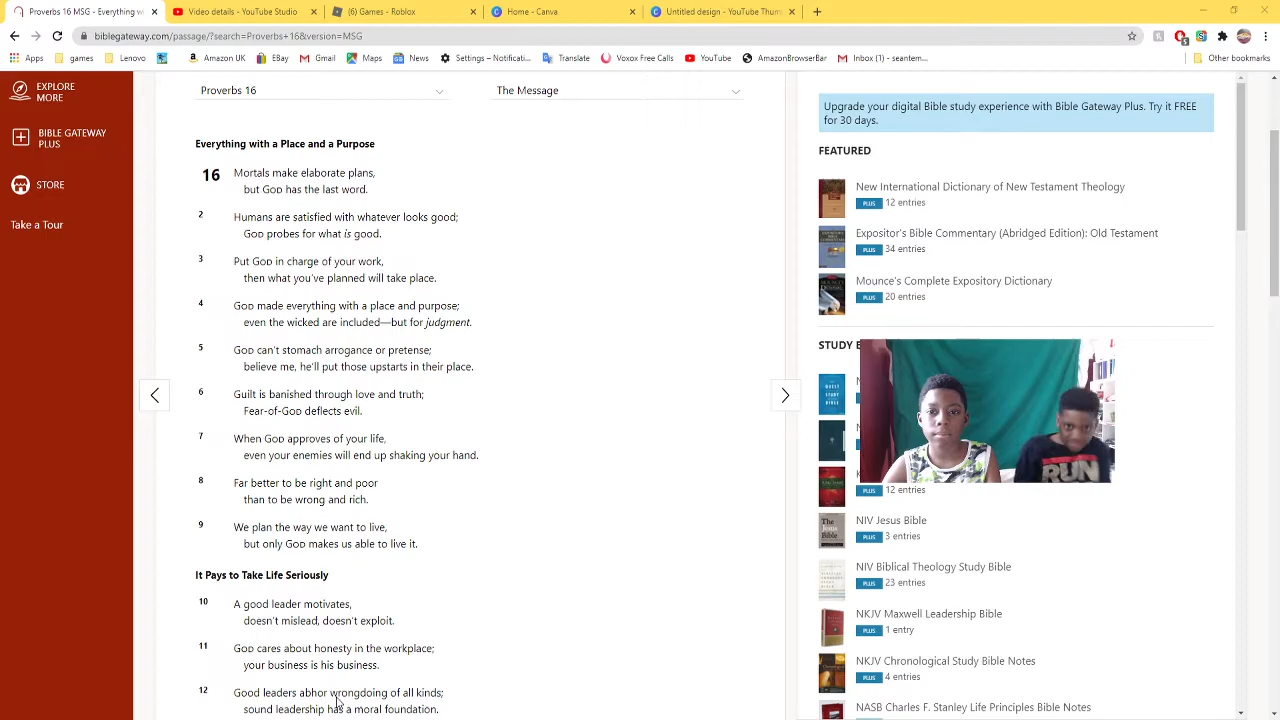 Proverbs 16 MSG - Everything wi
Video details - YouTube Studio
(6) Games - Roblox
Home - Canva
Untitled design - YouTube Thum
biblegateway.com/passage/?search=Proverbs+16&version=MSG
Apps
games
Lenovo
Amazon UK
EBay
Gmail
Maps
News
Settings – Notificati...
Translate
Voxox Free Calls
YouTube
AmazonBrowserBar
Inbox (1) - seantem...
Other bookmarks
EXPLORE
MORE
BIBLE GATEWAY
PLUS
STORE
Take a Tour
Proverbs 16
The Message
Everything with a Place and a Purpose
16 Mortals make elaborate plans,
but GOD has the last word.
2 Humans are satisfied with whatever looks good;
GOD probes for what is good.
3 Put GOD in charge of your work,
then what you've planned will take place.
4 GOD made everything with a place and purpose;
even the wicked are included—but for judgment.
5 GOD can't stomach arrogance or pretense;
believe me, he'll put those upstarts in their place.
6 Guilt is banished through love and truth;
Fear-of-GOD deflects evil.
7 When GOD approves of your life,
even your enemies will end up shaking your hand.
8 Far better to be right and poor
than to be wrong and rich.
9 We plan the way we want to live,
but only GOD makes us able to live it.
It Pays to Take Life Seriously
10 A good leader motivates,
doesn't mislead, doesn't exploit.
11 GOD cares about honesty in the workplace;
your business is his business.
12 Good leaders abhor wrongdoing of all kinds;
sound leadership has a moral foundation.
Upgrade your digital Bible study experience with Bible Gateway Plus. Try it FREE
for 30 days.
FEATURED
New International Dictionary of New Testament Theology
PLUS 12 entries
Expositor's Bible Commentary (Abridged Edition): Old Testament
PLUS 34 entries
Mounce's Complete Expository Dictionary
PLUS 20 entries
STUDY
RUN
PLUS 12 entries
NIV Jesus Bible
PLUS 3 entries
NIV Biblical Theology Study Bible
PLUS 23 entries
NKJV Maxwell Leadership Bible
PLUS 1 entry
NKJV Chronological Study Bible Notes
PLUS 4 entries
NASB Charles F. Stanley Life Principles Bible Notes